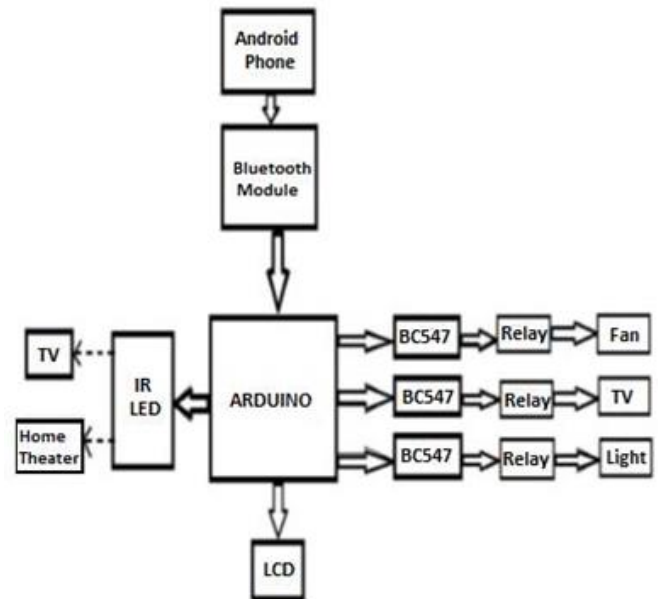 Android
Phone
Bluetooth
Module
ARDUINO
BC547
Relay
Fan
BC547
Relay
TV
BC547
Relay
Light
IR
LED
TV
Home
Theater
LCD